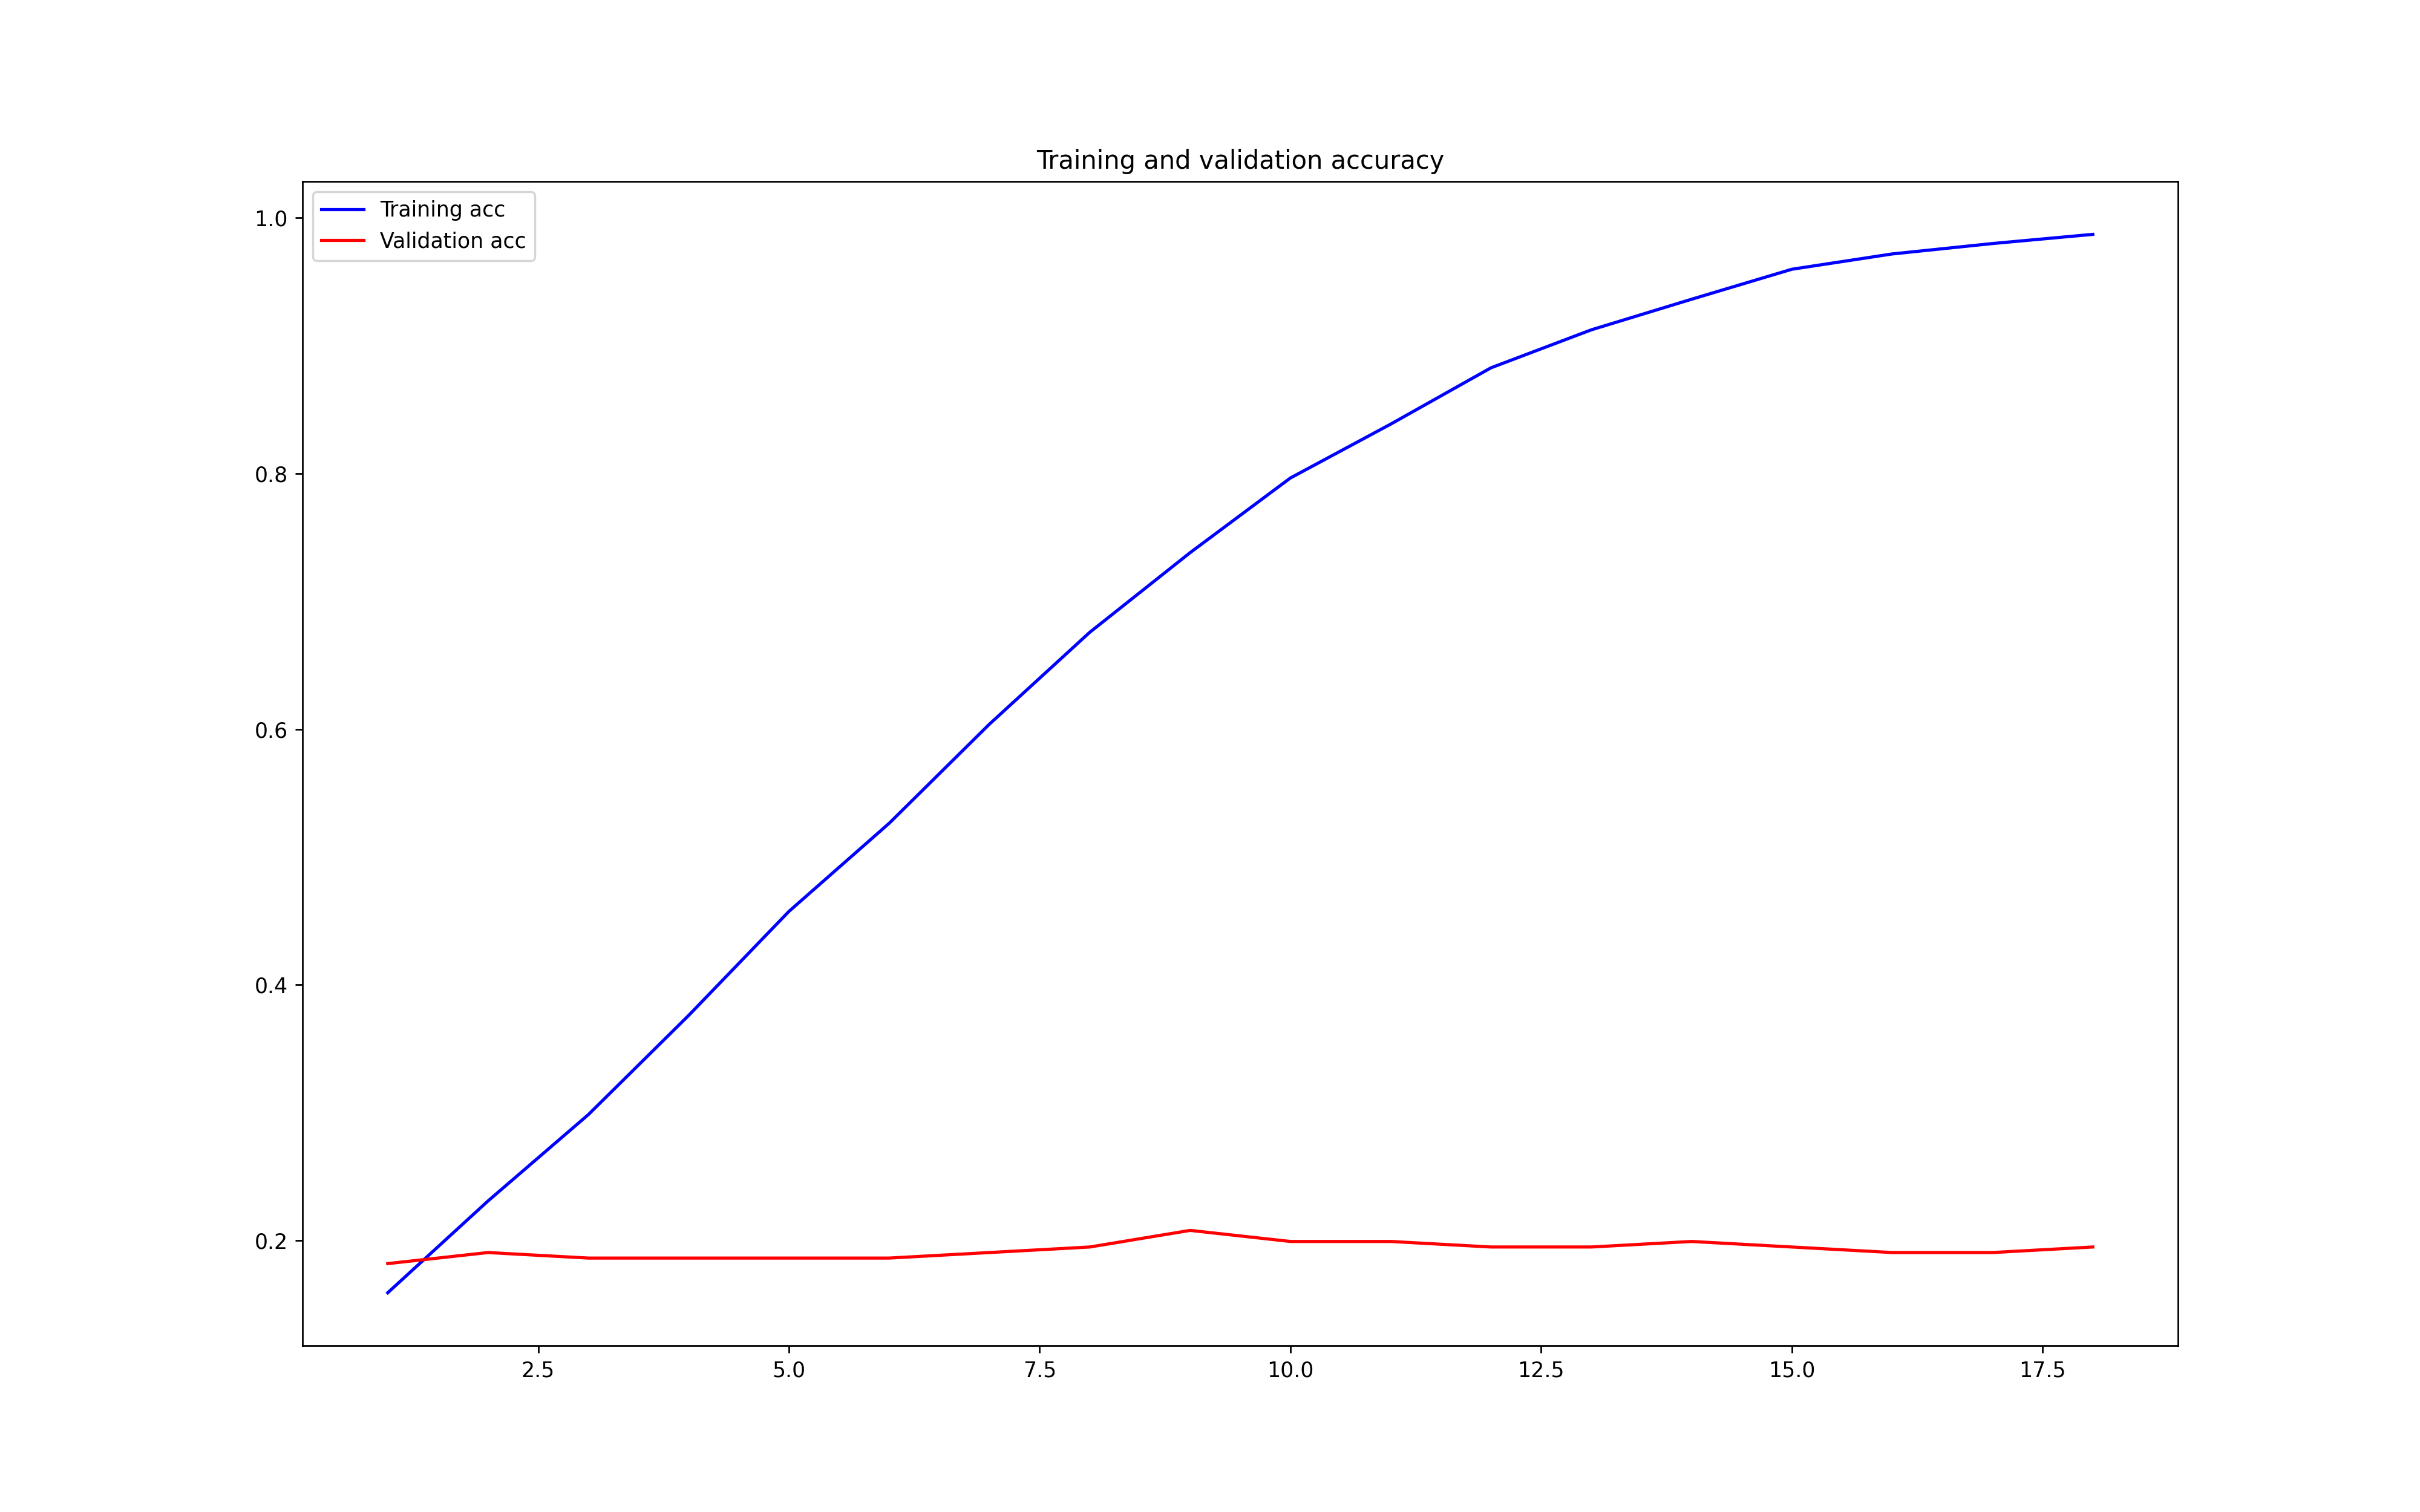 Training and validation accuracy
Training acc
Validation acc
1.0
0.8
0.6
0.4
0.2
2.5 5.0 7.5 10.0 12.5 15.0 17.5